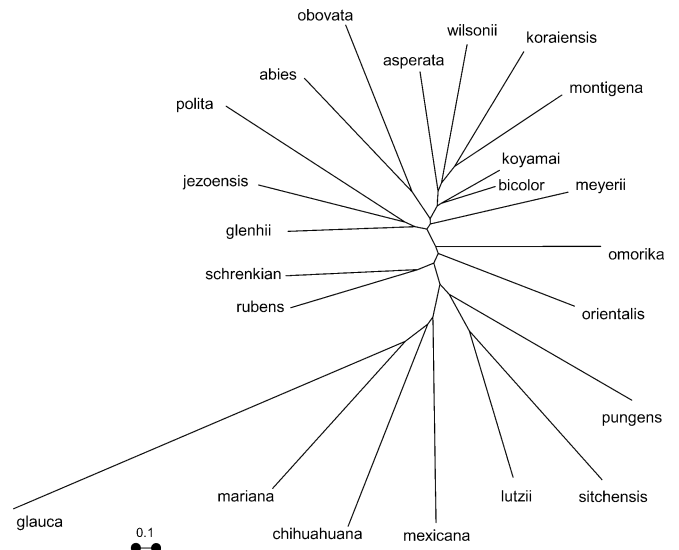 obovata
wilsonii
koraiensis
asperata
abies
montigena
polita
koyamai
jezoensis
bicolor
meyerii
glenhii
omorika
schrenkian
rubens
orientalis
pungens
mariana
lutzii
sitchensis
glauca
chihuahuana
mexicana
0.1